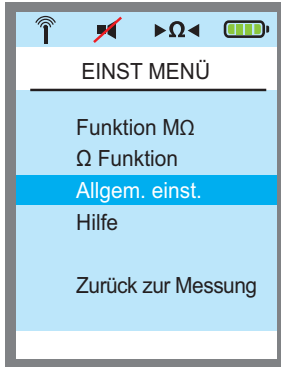 ►Ω◄
EINST MENÜ
Funktion MΩ
Ω Funktion
Allgem. einst.
Hilfe
Zurück zur Messung